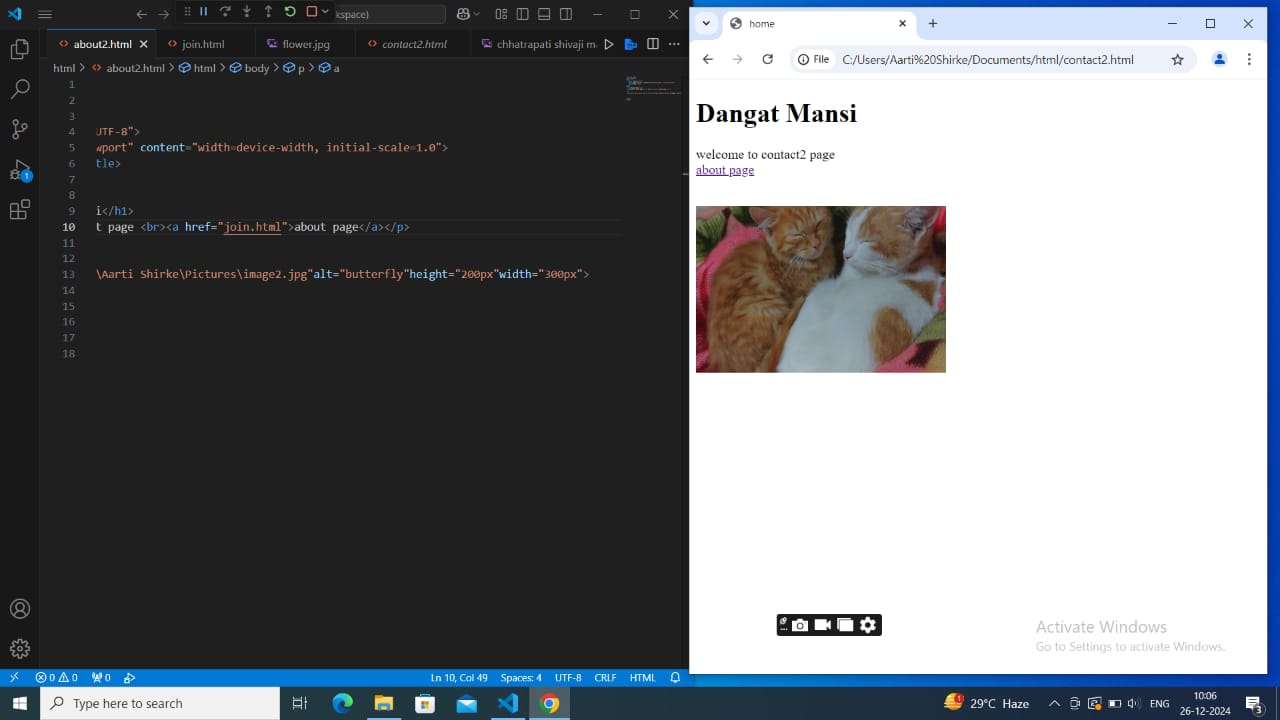 kspace)
about2.html
join.html
flower.jpg
contact2.html
chhatrapati shivaji ma
html > about2.html > html > body > p > a
1
2
3
4 UTF-8">
5 wport" content="width=device-width, initial-scale=1.0">
6 tle>
7
8
9 i</h1>
10 t page <br><a href="join.html">about page</a></p>
11
12
13 \Aarti Shirke\Pictures\image2.jpg"alt="butterfly"height="200px"width="300px">
14
15
16
17
18
1
0 0 0
Ln 10, Col 49 Spaces: 4 UTF-8 CRLF HTML
home
File C:/Users/Aarti%20Shirke/Documents/html/contact2.html
Dangat Mansi
welcome to contact2 page
about page
Activate Windows
Go to Settings to activate Windows.
Type here to search
1 29°C Haze ENG
10:06
26-12-2024
3